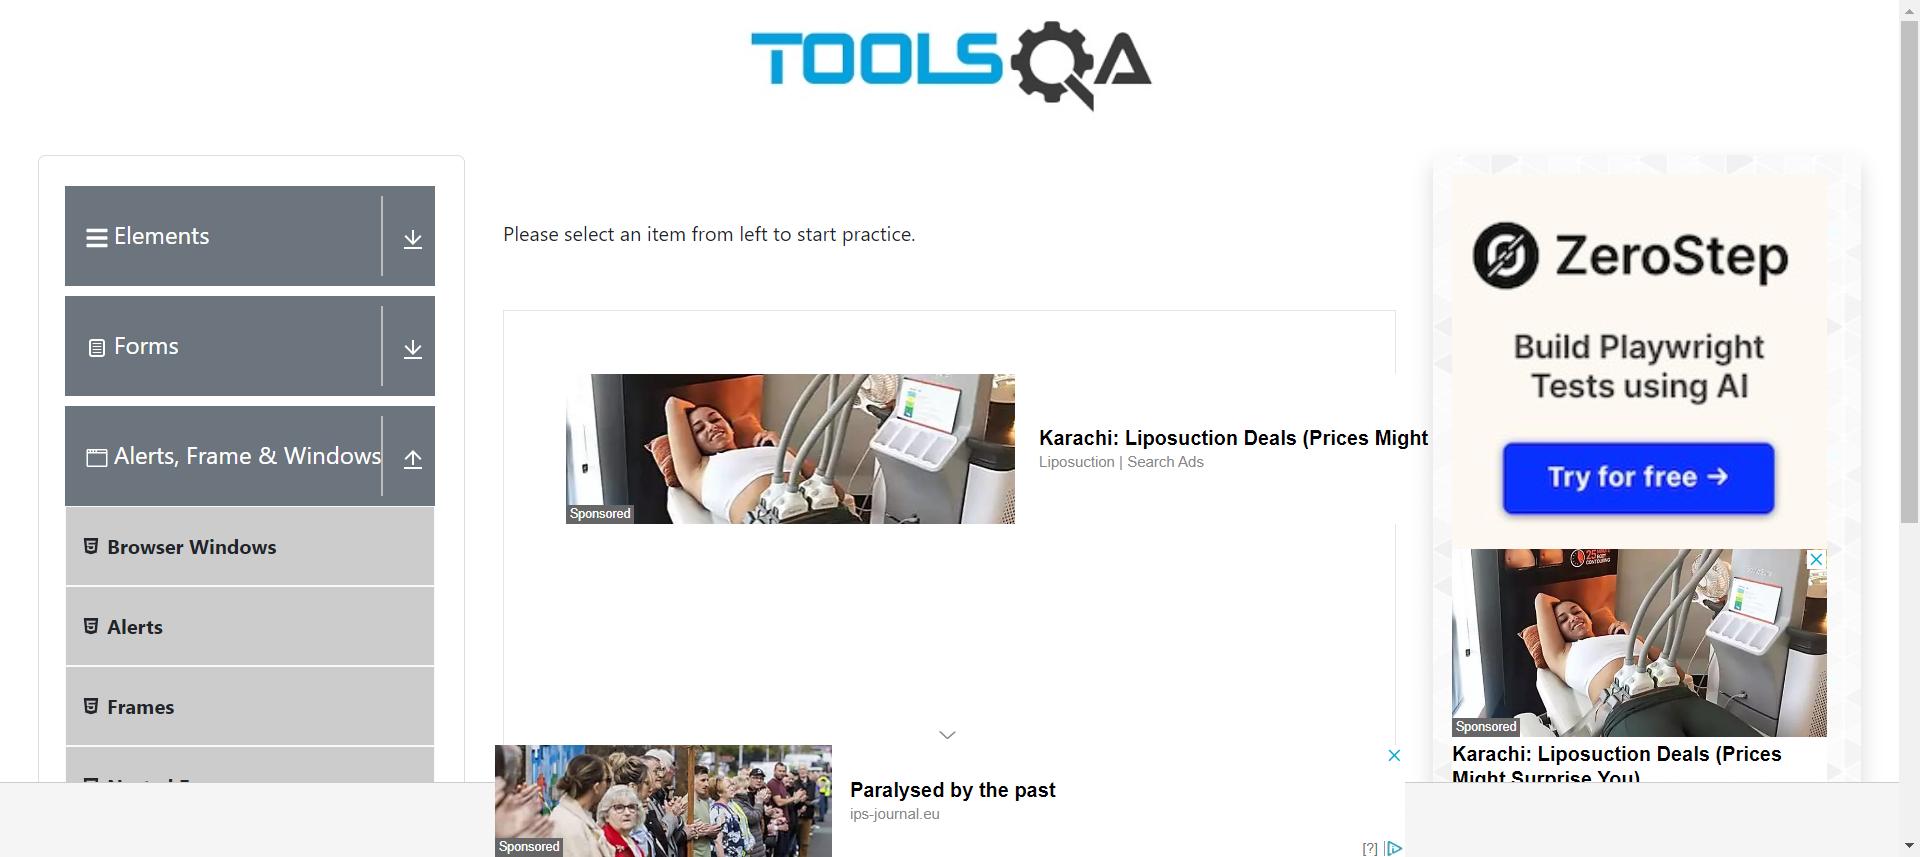 TOOLSQA
Elements
Forms
Alerts, Frame & Windows
Browser Windows
Alerts
Frames
Please select an item from left to start practice.
Sponsored
Karachi: Liposuction Deals (Prices Might
Liposuction | Search Ads
ZeroStep
Build Playwright
Tests using AI
Try for free →
Sponsored
Karachi: Liposuction Deals (Prices
Might Surprise You)
Sponsored
Paralysed by the past
ips-journal.eu
[?]